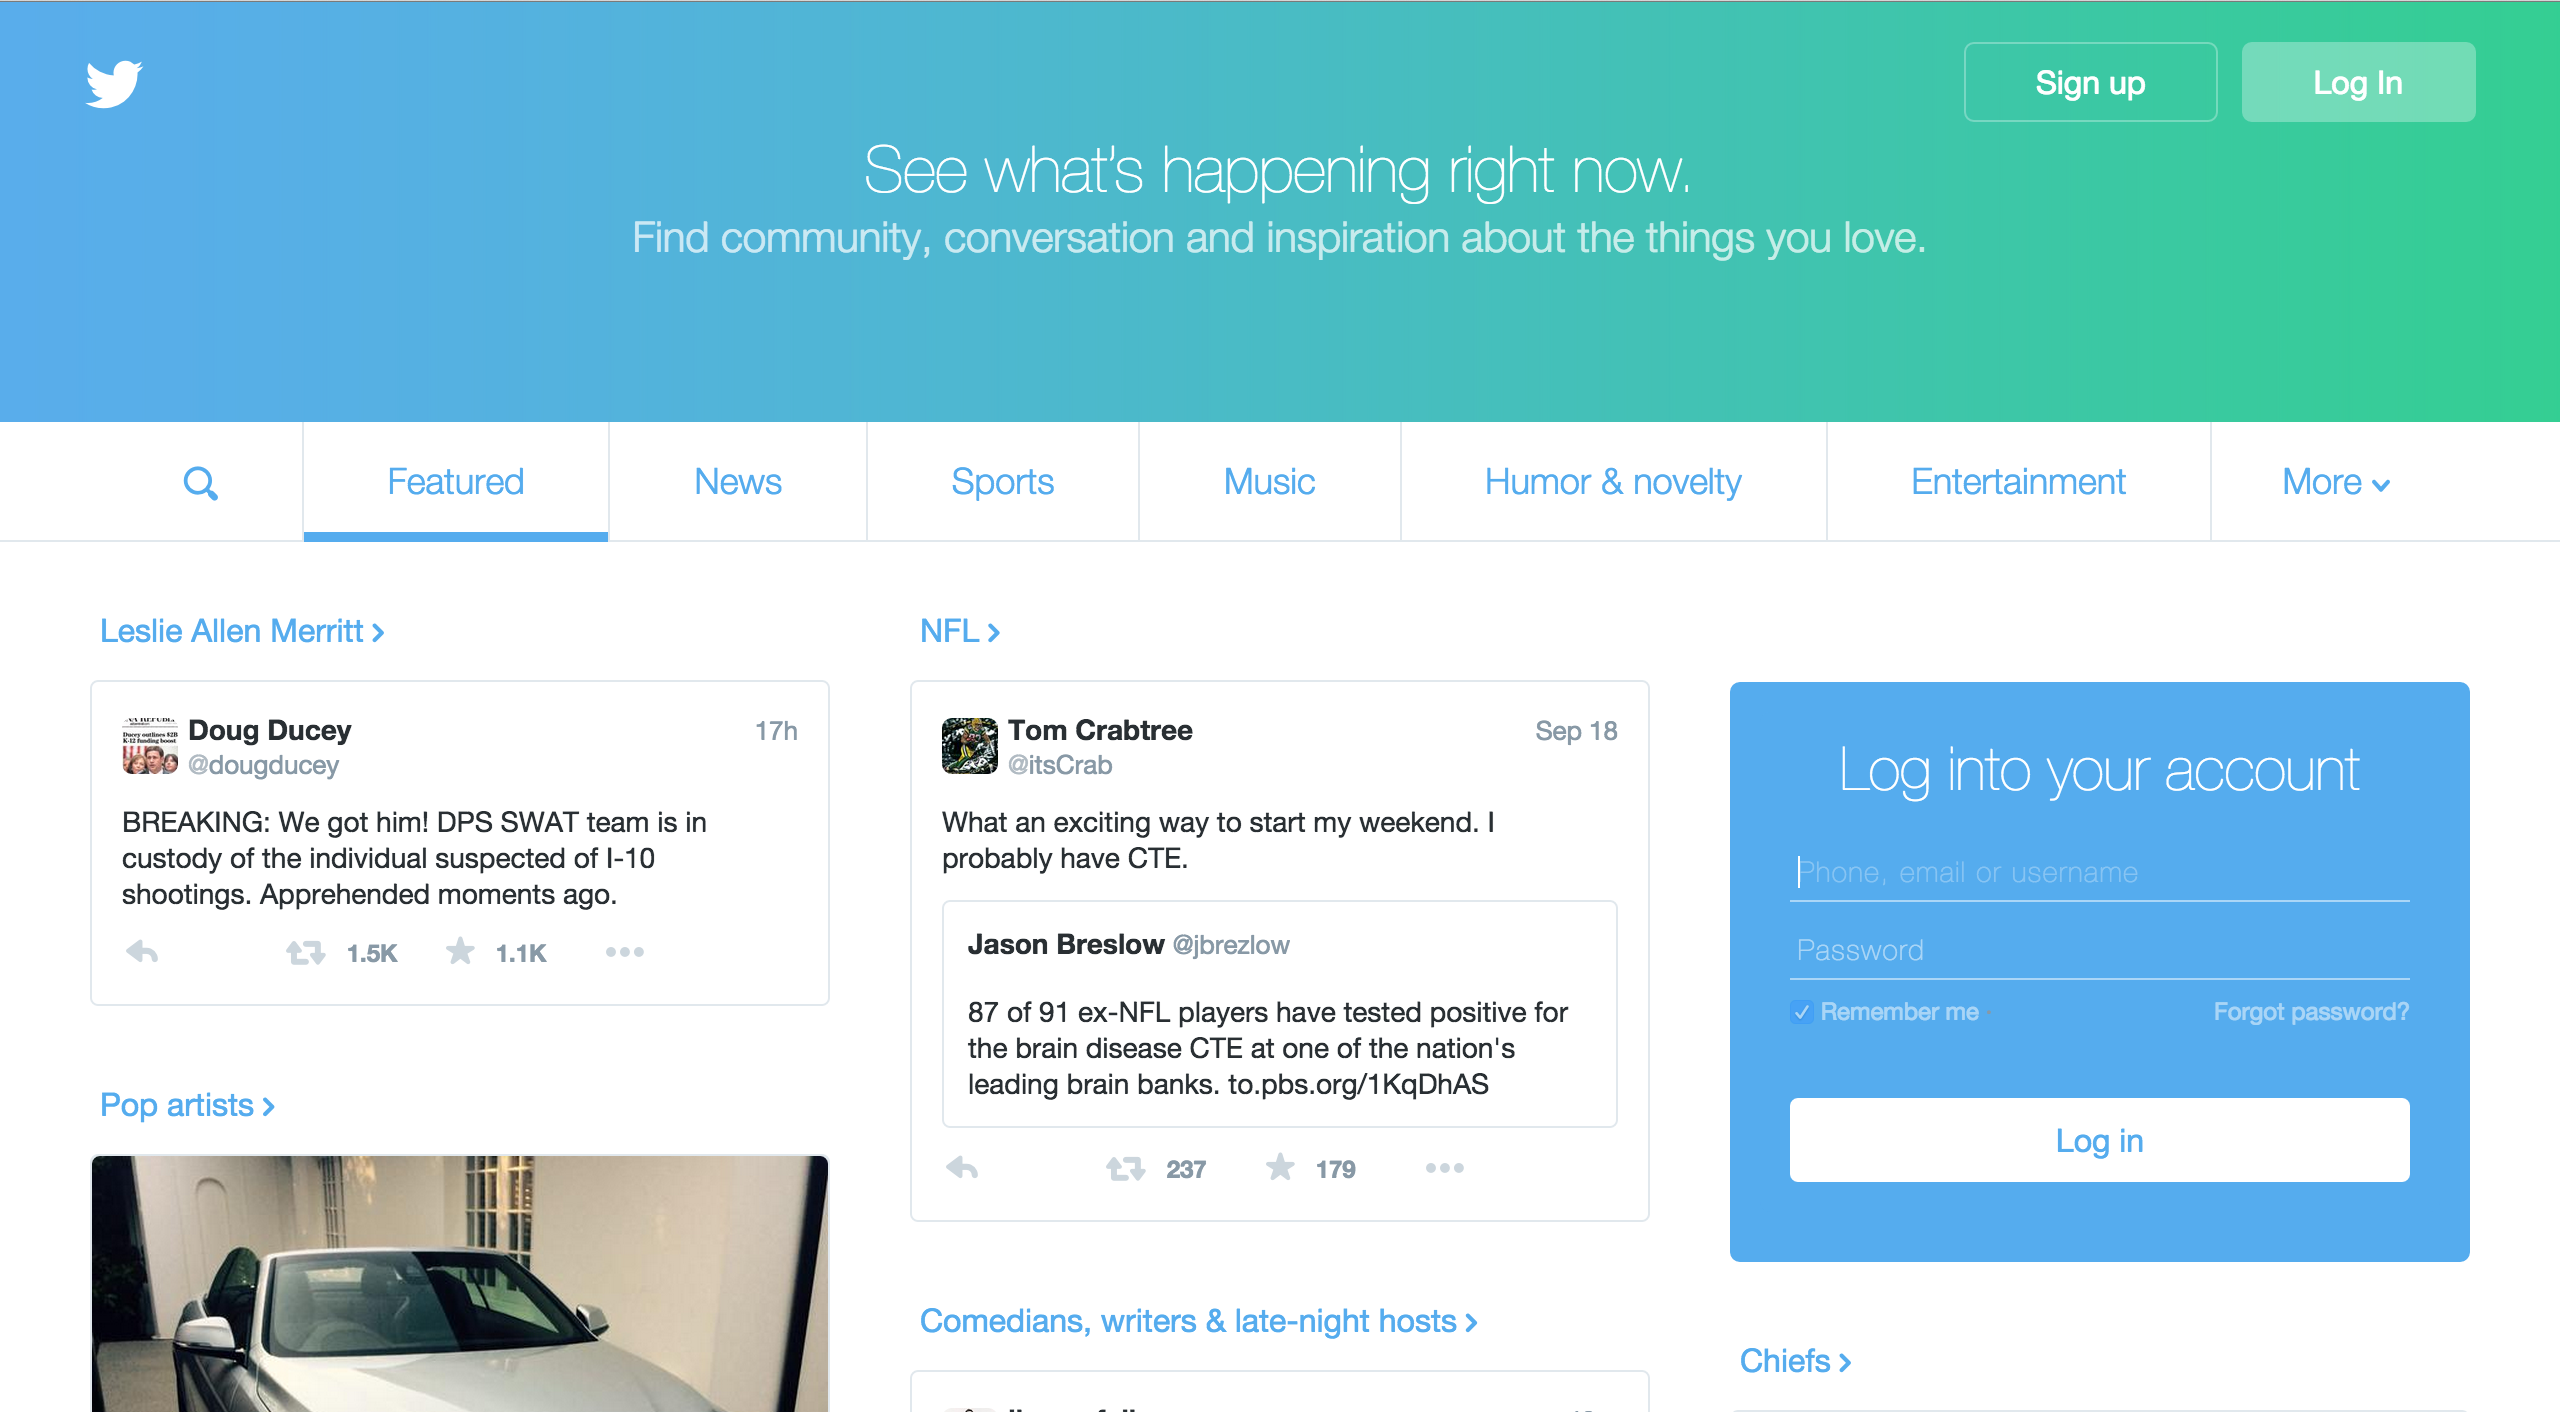 Sign up
Log In
See what's happening right now.
Find community, conversation and inspiration about the things you love.
Featured
News
Sports
Music
Humor & novelty
Entertainment
More
Leslie Allen Merritt
Doug Ducey
17h
@dougducey
BREAKING: We got him! DPS SWAT team is in
custody of the individual suspected of I-10
shootings. Apprehended moments ago.
1.5K
1.1K
Pop artists
NFL
Tom Crabtree
Sep 18
@itsCrab
What an exciting way to start my weekend. I
probably have CTE.
Jason Breslow @jbrezlow
87 of 91 ex-NFL players have tested positive for
the brain disease CTE at one of the nation's
leading brain banks. to.pbs.org/1KqDhAS
237
179
Comedians, writers & late-night hosts
Log into your account
Phone, email or username
Password
Remember me ·
Forgot password?
Log in
Chiefs